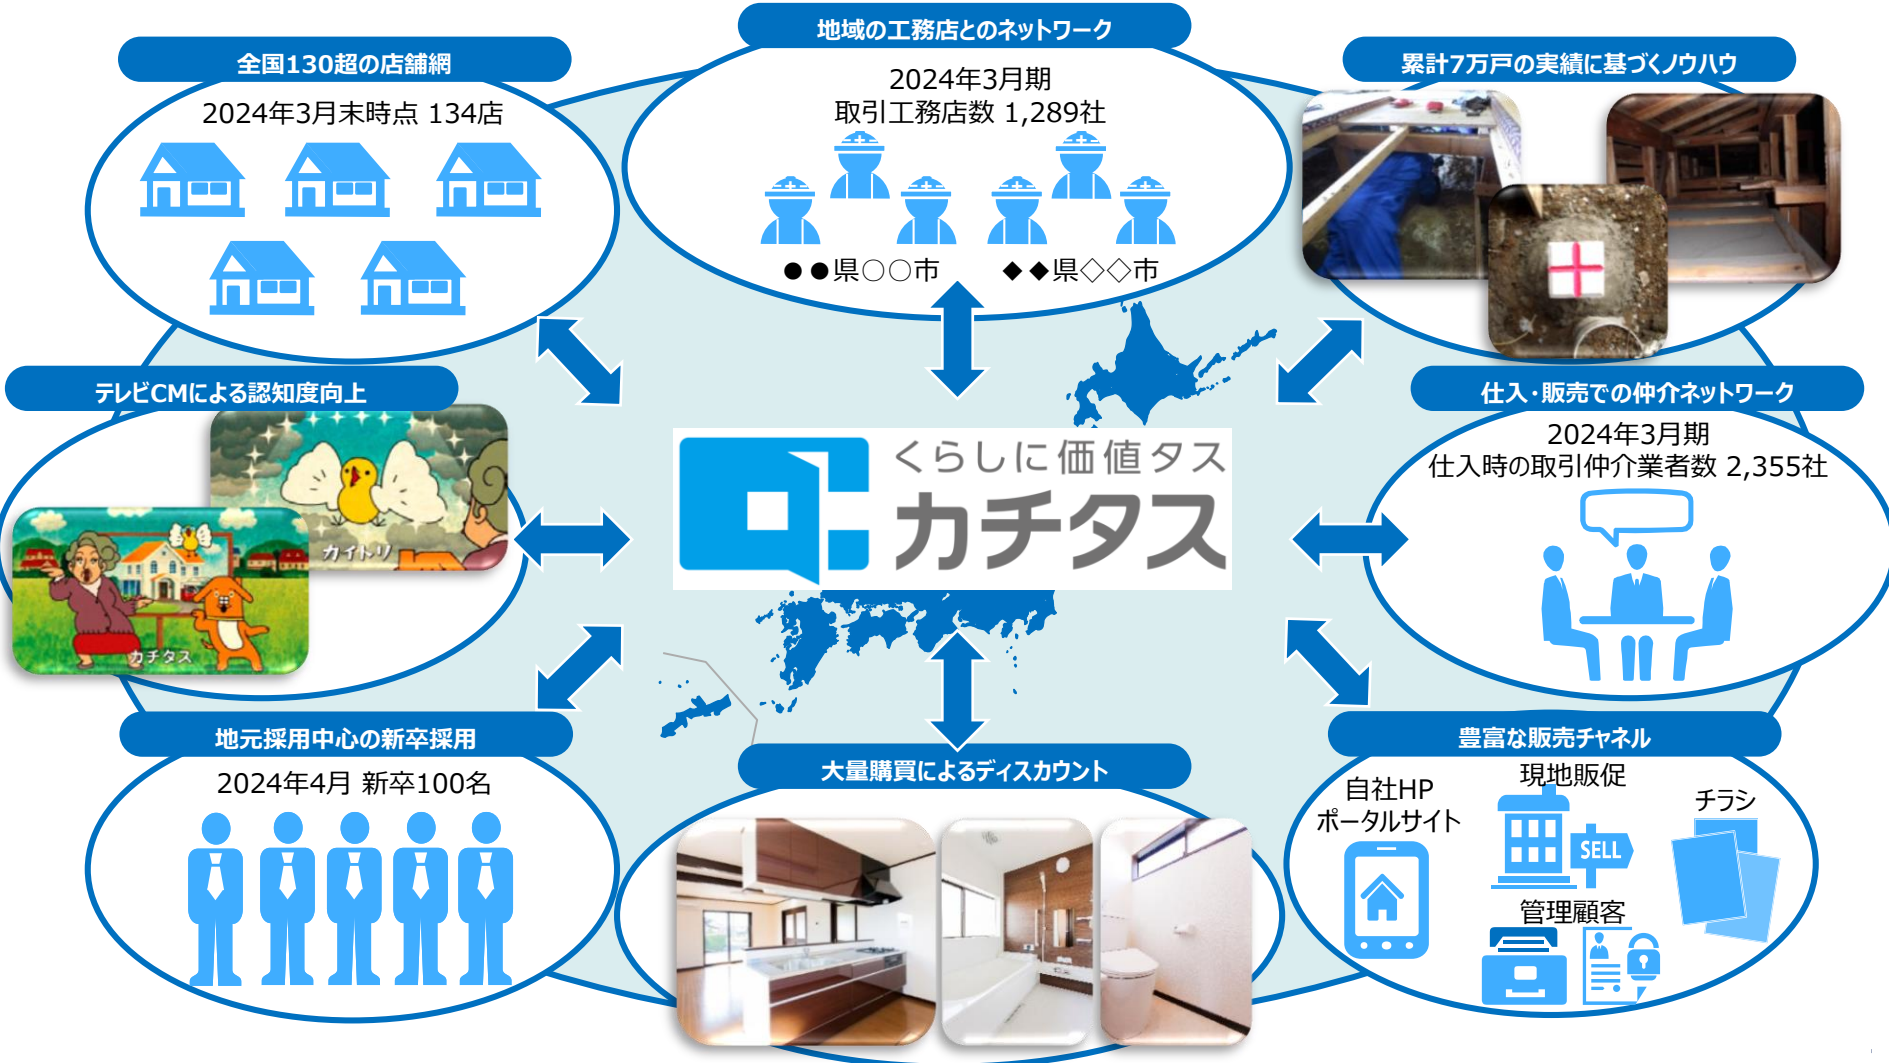 地域の工務店とのネットワーク
2024年3月期
取引工務店数 1,289社
●●県○○市
◆◆県◇◇市
全国130超の店舗網
2024年3月末時点 134店
累計7万戸の実績に基づくノウハウ
テレビCMによる認知度向上
カイトリ
カチタス
くらしに価値タス
カチタス
仕入・販売での仲介ネットワーク
2024年3月期
仕入時の取引仲介業者数 2,355社
地元採用中心の新卒採用
2024年4月 新卒100名
大量購買によるディスカウント
豊富な販売チャネル
自社HP
ポータルサイト
現地販促
SELL
チラシ
管理顧客